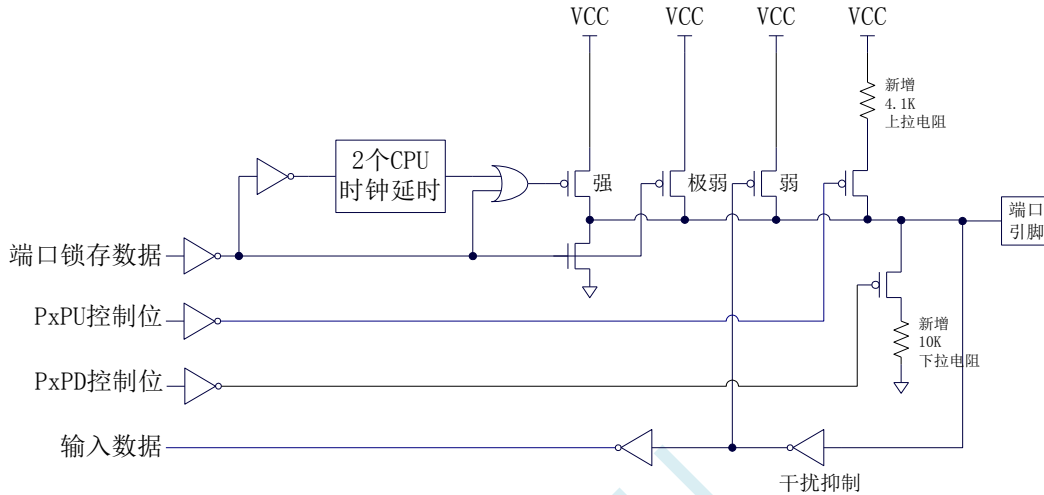 VCC
VCC
VCC
VCC
新增
4.1K
上拉电阻
2个CPU
时钟延时
强
极弱
弱
端口
引脚
端口锁存数据
PxPU控制位
新增
10K
下拉电阻
PxPD控制位
输入数据
干扰抑制